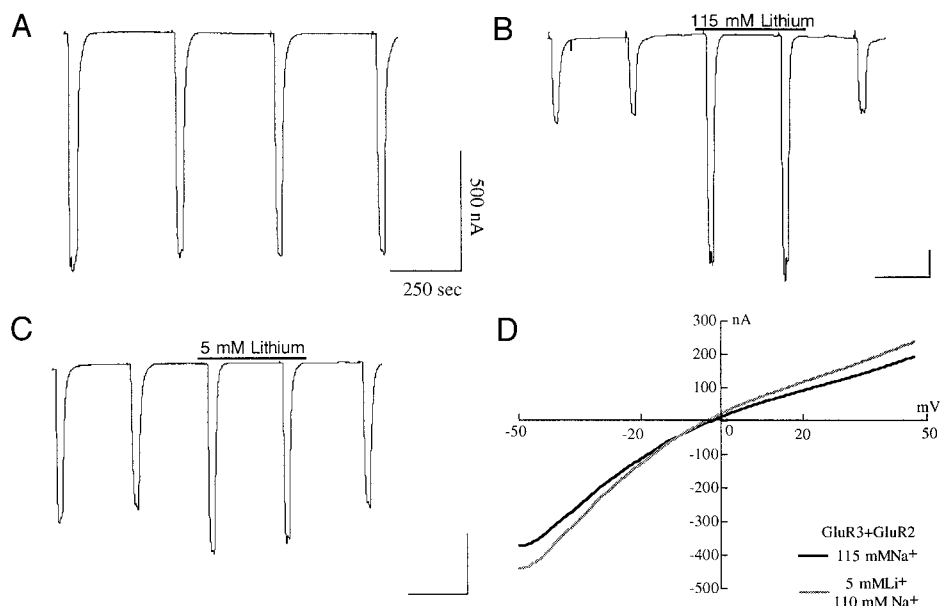 A
500 nA
250 sec
B
115 mM Lithium
C
5 mM Lithium
D
300
nA
200
100
mV
-50
-20
0
20
50
-100
-200
-300
-400
-500
GluR3+GluR2
115 mMNa+
5 mMLi+
110 mM Na+